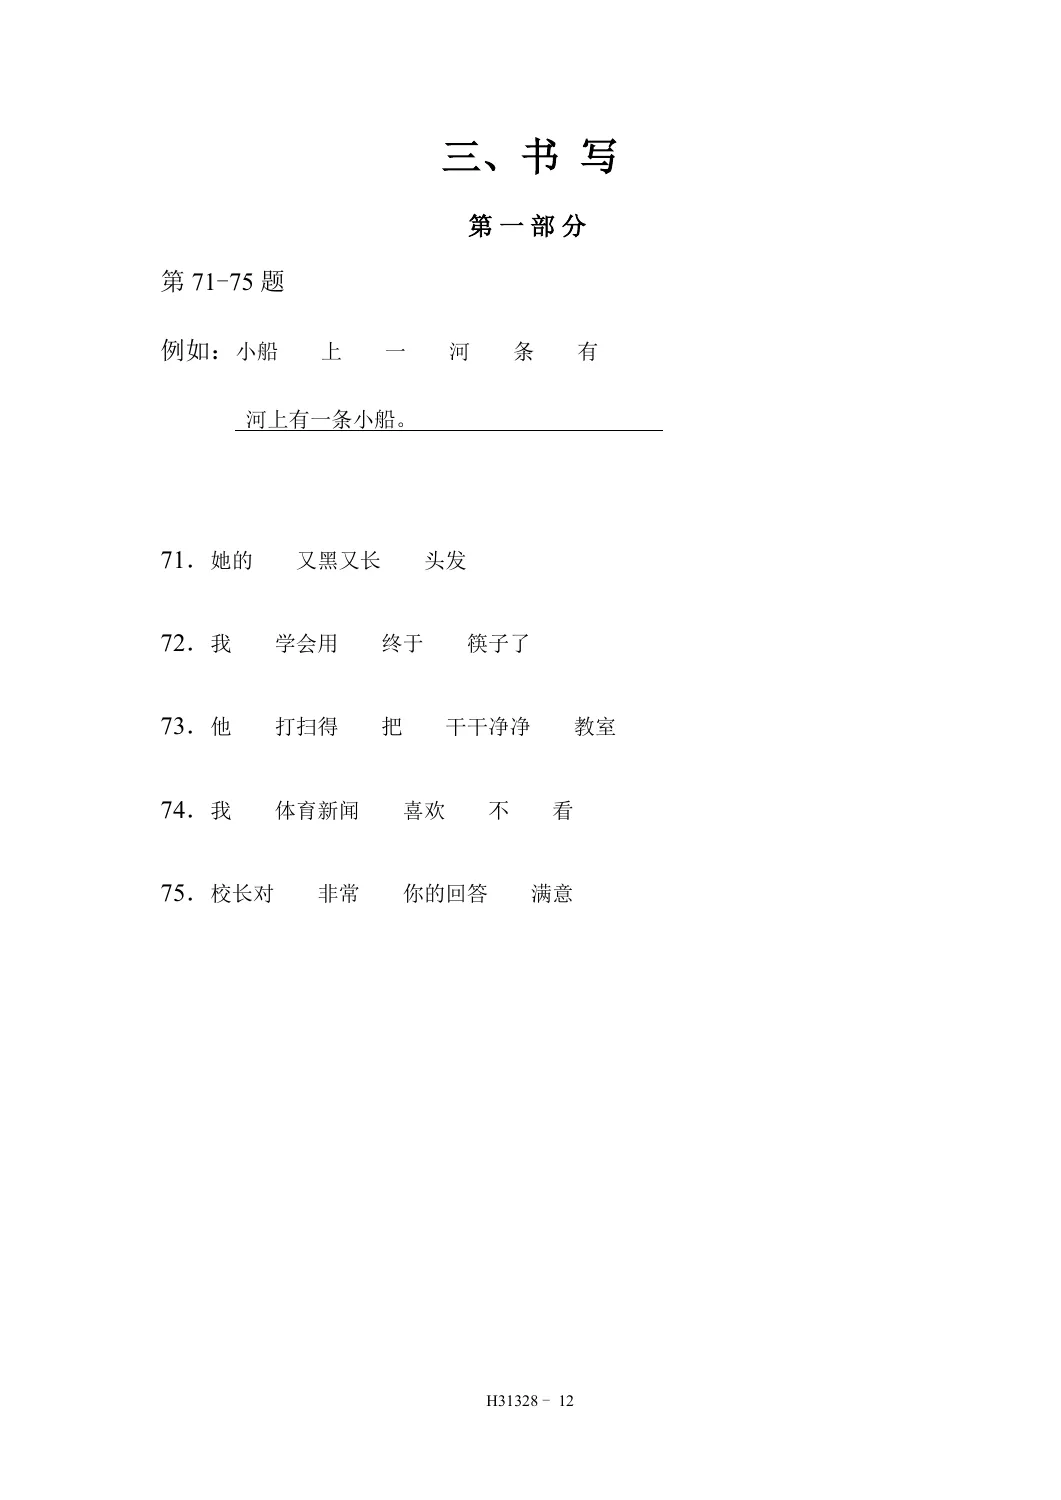 三、书 写
第 一 部 分
第 71-75 题
例如：小船 上 一 河 条 有
河上有一条小船。
71．她的 又黑又长 头发
72．我 学会用 终于 筷子了
73．他 打扫得 把 干干净净 教室
74．我 体育新闻 喜欢 不 看
75．校长对 非常 你的回答 满意
H31328 - 12